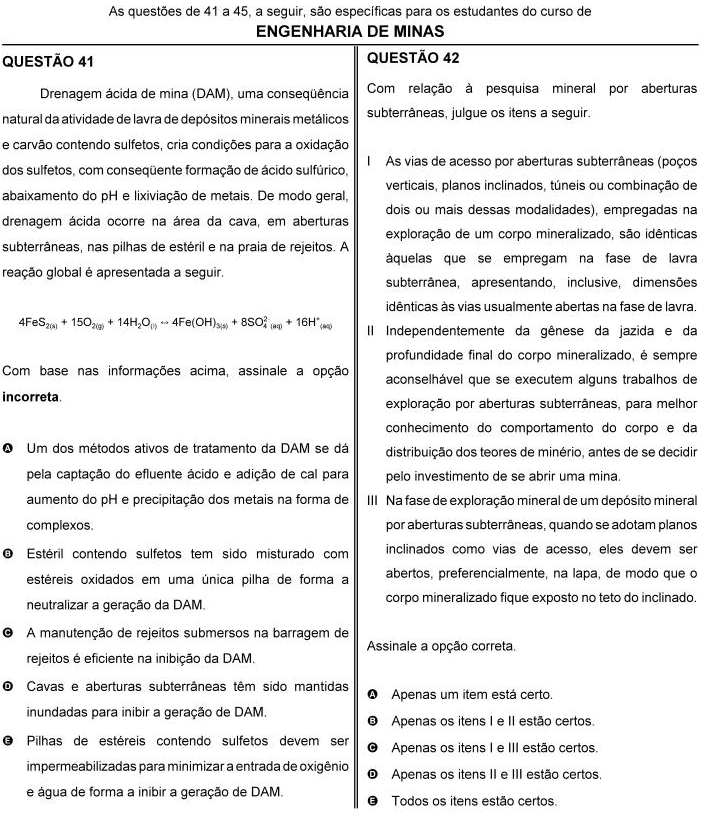 As questões de 41 a 45, a seguir, são específicas para os estudantes do curso de
ENGENHARIA DE MINAS
QUESTÃO 41
Drenagem ácida de mina (DAM), uma conseqüência
natural da atividade de lavra de depósitos minerais metálicos
e carvão contendo sulfetos, cria condições para a oxidação
dos sulfetos, com conseqüente formação de ácido sulfúrico,
abaixamento do pH e lixiviação de metais. De modo geral,
drenagem ácida ocorre na área da cava, em aberturas
subterrâneas, nas pilhas de estéril e na praia de rejeitos. A
reação global é apresentada a seguir.
4FeS2(s) + 15O2(g) + 14H2O(l) ↔ 4Fe(OH)3(s) + 8SO4^2-(aq) + 16H+(aq)
Com base nas informações acima, assinale a opção
incorreta.
A Um dos métodos ativos de tratamento da DAM se dá
pela captação do efluente ácido e adição de cal para
aumento do pH e precipitação dos metais na forma de
complexos.
B Estéril contendo sulfetos tem sido misturado com
estéreis oxidados em uma única pilha de forma a
neutralizar a geração da DAM.
C A manutenção de rejeitos submersos na barragem de
rejeitos é eficiente na inibição da DAM.
D Cavas e aberturas subterrâneas têm sido mantidas
inundadas para inibir a geração de DAM.
E Pilhas de estéreis contendo sulfetos devem ser
impermeabilizadas para minimizar a entrada de oxigênio
e água de forma a inibir a geração de DAM.
QUESTÃO 42
Com relação à pesquisa mineral por aberturas
subterrâneas, julgue os itens a seguir.
I As vias de acesso por aberturas subterrâneas (poços
verticais, planos inclinados, túneis ou combinação de
dois ou mais dessas modalidades), empregadas na
exploração de um corpo mineralizado, são idênticas
àquelas que se empregam na fase de lavra
subterrânea, apresentando, inclusive, dimensões
idênticas às vias usualmente abertas na fase de lavra.
II Independentemente da gênese da jazida e da
profundidade final do corpo mineralizado, é sempre
aconselhável que se executem alguns trabalhos de
exploração por aberturas subterrâneas, para melhor
conhecimento do comportamento do corpo e da
distribuição dos teores de minério, antes de se decidir
pelo investimento de se abrir uma mina.
III Na fase de exploração mineral de um depósito mineral
por aberturas subterrâneas, quando se adotam planos
inclinados como vias de acesso, eles devem ser
abertos, preferencialmente, na lapa, de modo que o
corpo mineralizado fique exposto no teto do inclinado.
Assinale a opção correta.
A Apenas um item está certo.
B Apenas os itens I e II estão certos.
C Apenas os itens I e III estão certos.
D Apenas os itens II e III estão certos.
E Todos os itens estão certos.